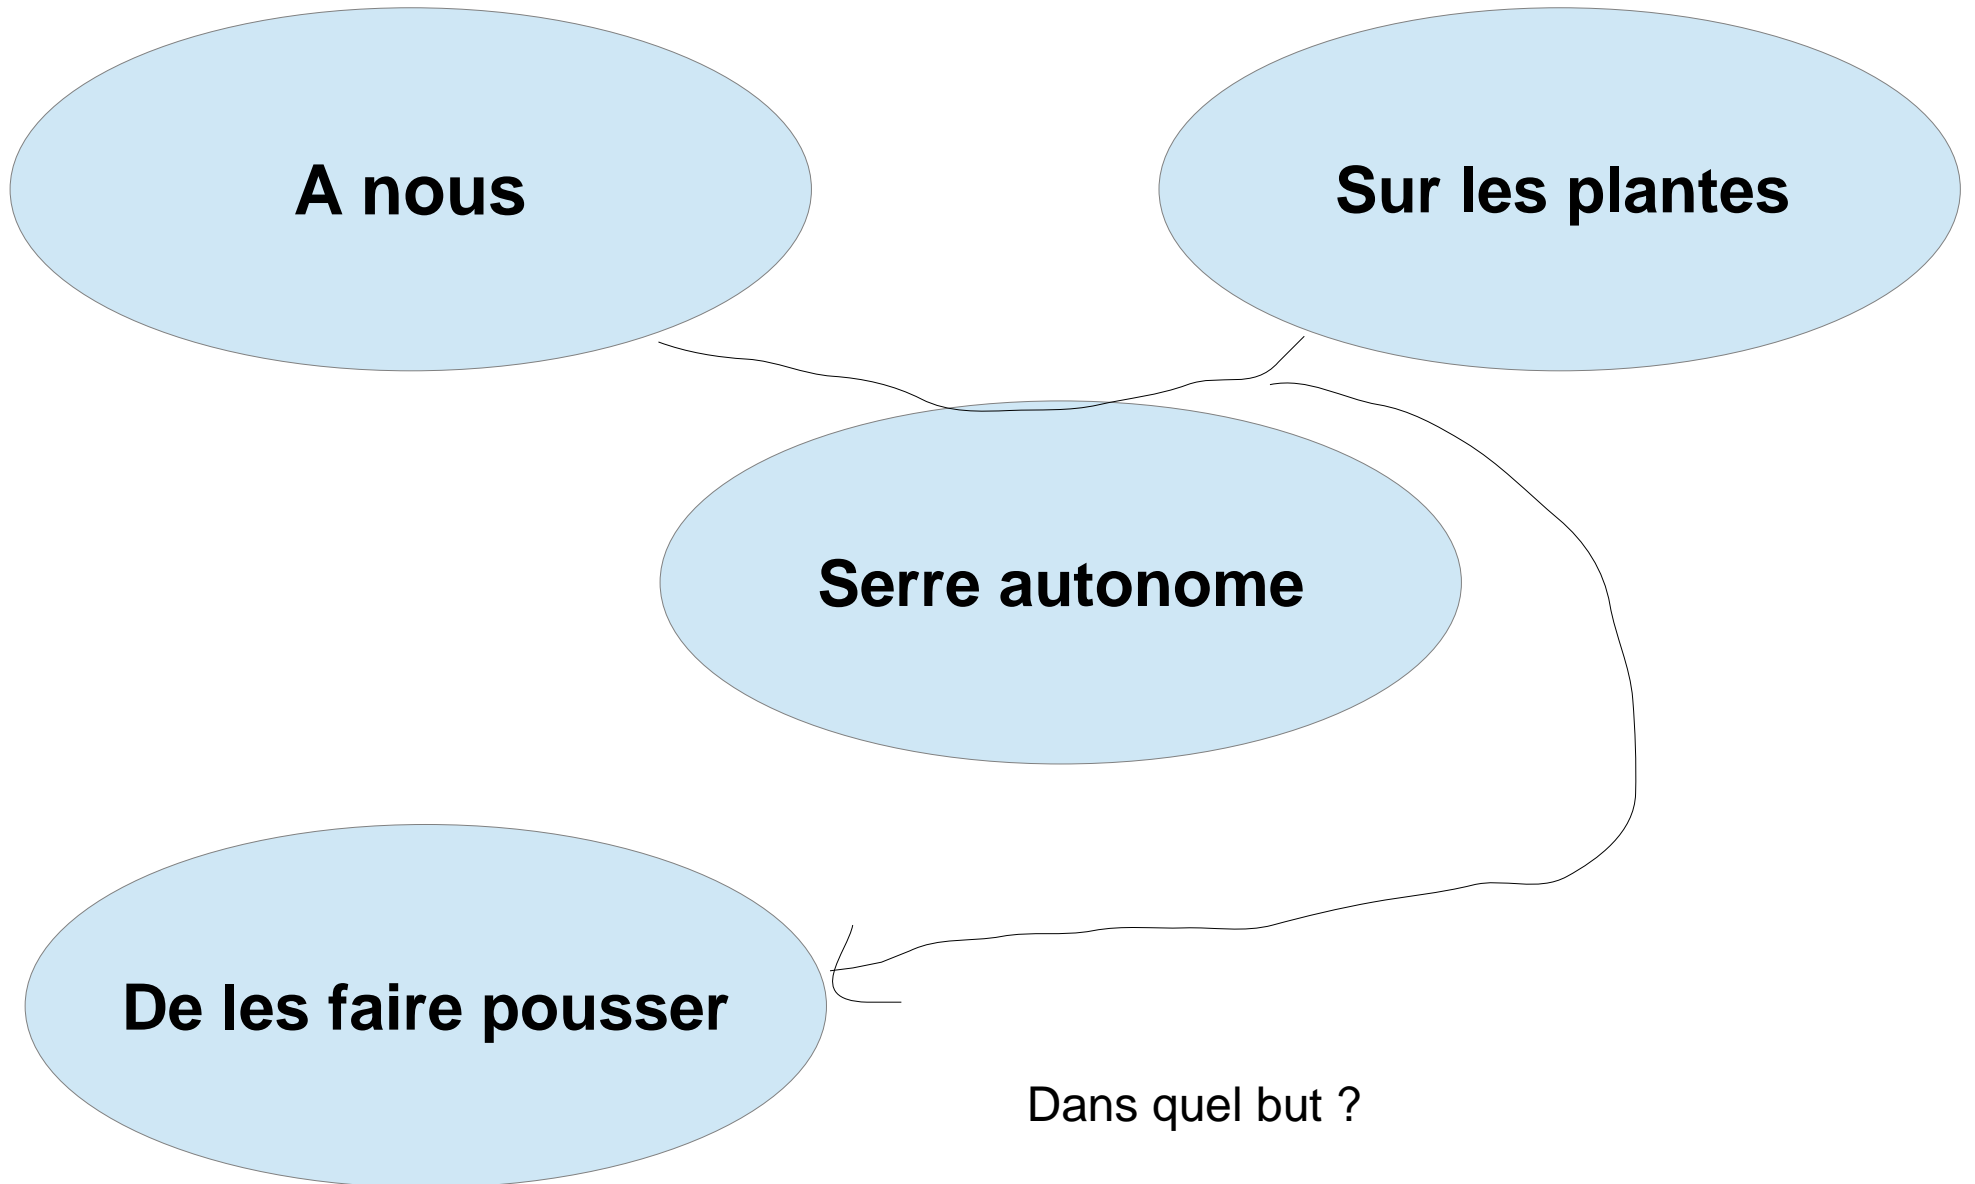 A nous
Sur les plantes
Serre autonome
De les faire pousser
Dans quel but ?